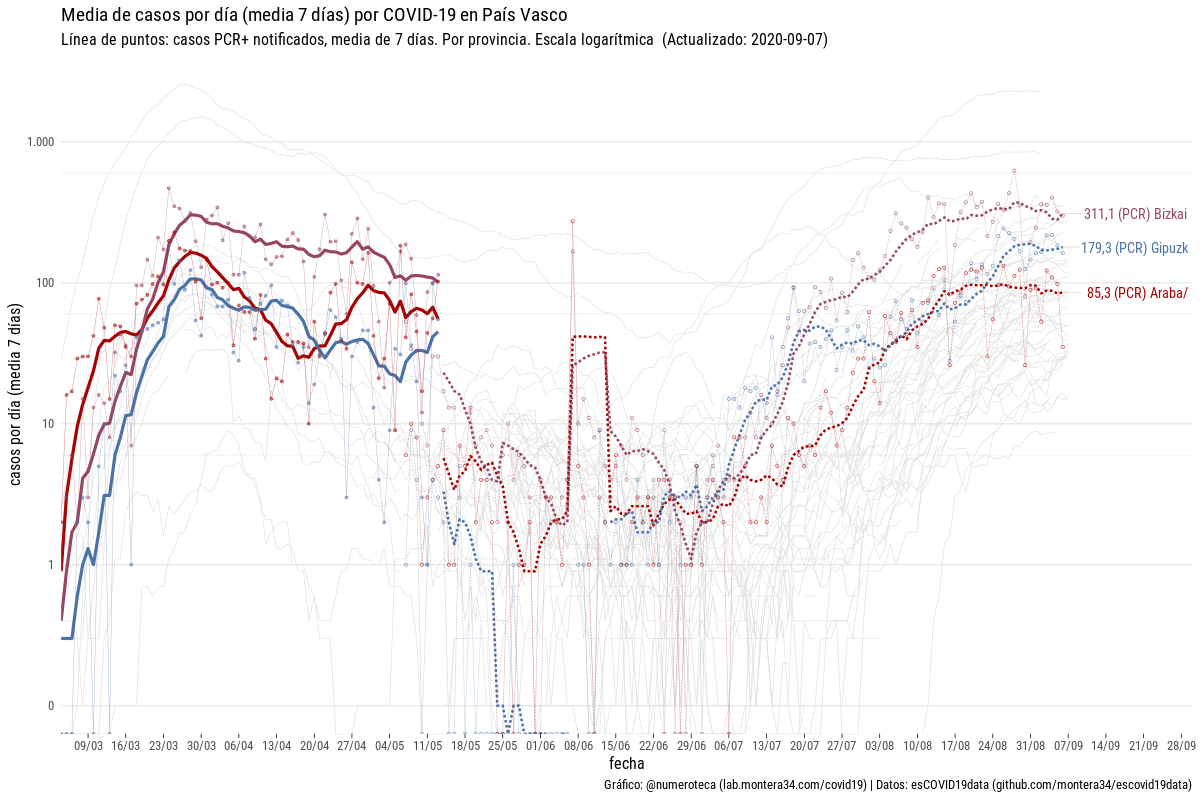 Media de casos por día (media 7 días) por COVID-19 en País Vasco
Línea de puntos: casos PCR+ notificados, media de 7 días. Por provincia. Escala logarítmica (Actualizado: 2020-09-07)
casos por día (media 7 días)
1.000
100
10
1
0
311,1 (PCR) Bizkai
179,3 (PCR) Gipuzk
85,3 (PCR) Araba/
09/03 16/03 23/03 30/03 06/04 13/04 20/04 27/04 04/05 11/05 18/05 25/05 01/06 08/06 15/06 22/06 29/06 06/07 13/07 20/07 27/07 03/08 10/08 17/08 24/08 31/08 07/09 14/09 21/09 28/09
fecha
Gráfico: @numeroteca (lab.montera34.com/covid19) | Datos: esCOVID19data (github.com/montera34/escovid19data)